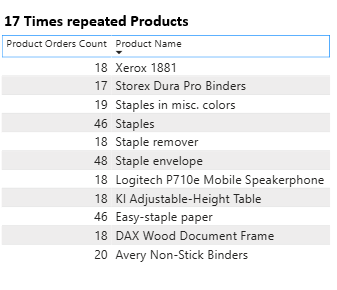 17 Times repeated Products
Product Orders Count Product Name
18 Xerox 1881
17 Storex Dura Pro Binders
19 Staples in misc. colors
46 Staples
18 Staple remover
48 Staple envelope
18 Logitech P710e Mobile Speakerphone
18 KI Adjustable-Height Table
46 Easy-staple paper
18 DAX Wood Document Frame
20 Avery Non-Stick Binders